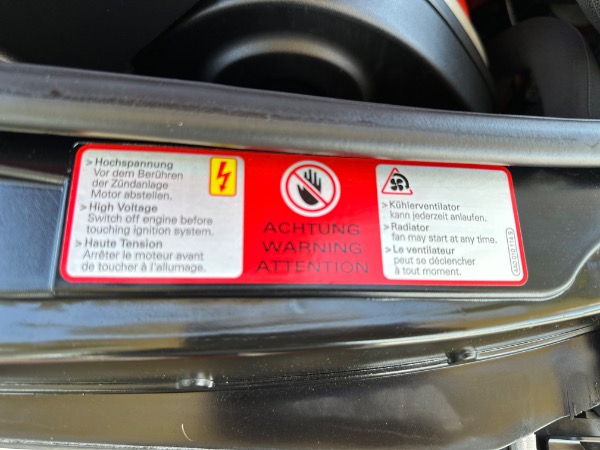 > Hochspannung
Vor dem Berühren
der Zündanlage
Motor abstellen.
> High Voltage
Switch off engine before
touching ignition system.
> Haute Tension
Arrêter le moteur avant
de toucher à l'allumage.
ACHTUNG
WARNING
ATTENTION
> Kühlerventilator
kann jederzeit anlaufen.
> Radiator
fan may start at any time.
> Le ventilateur
peut se déclencher
à tout moment.